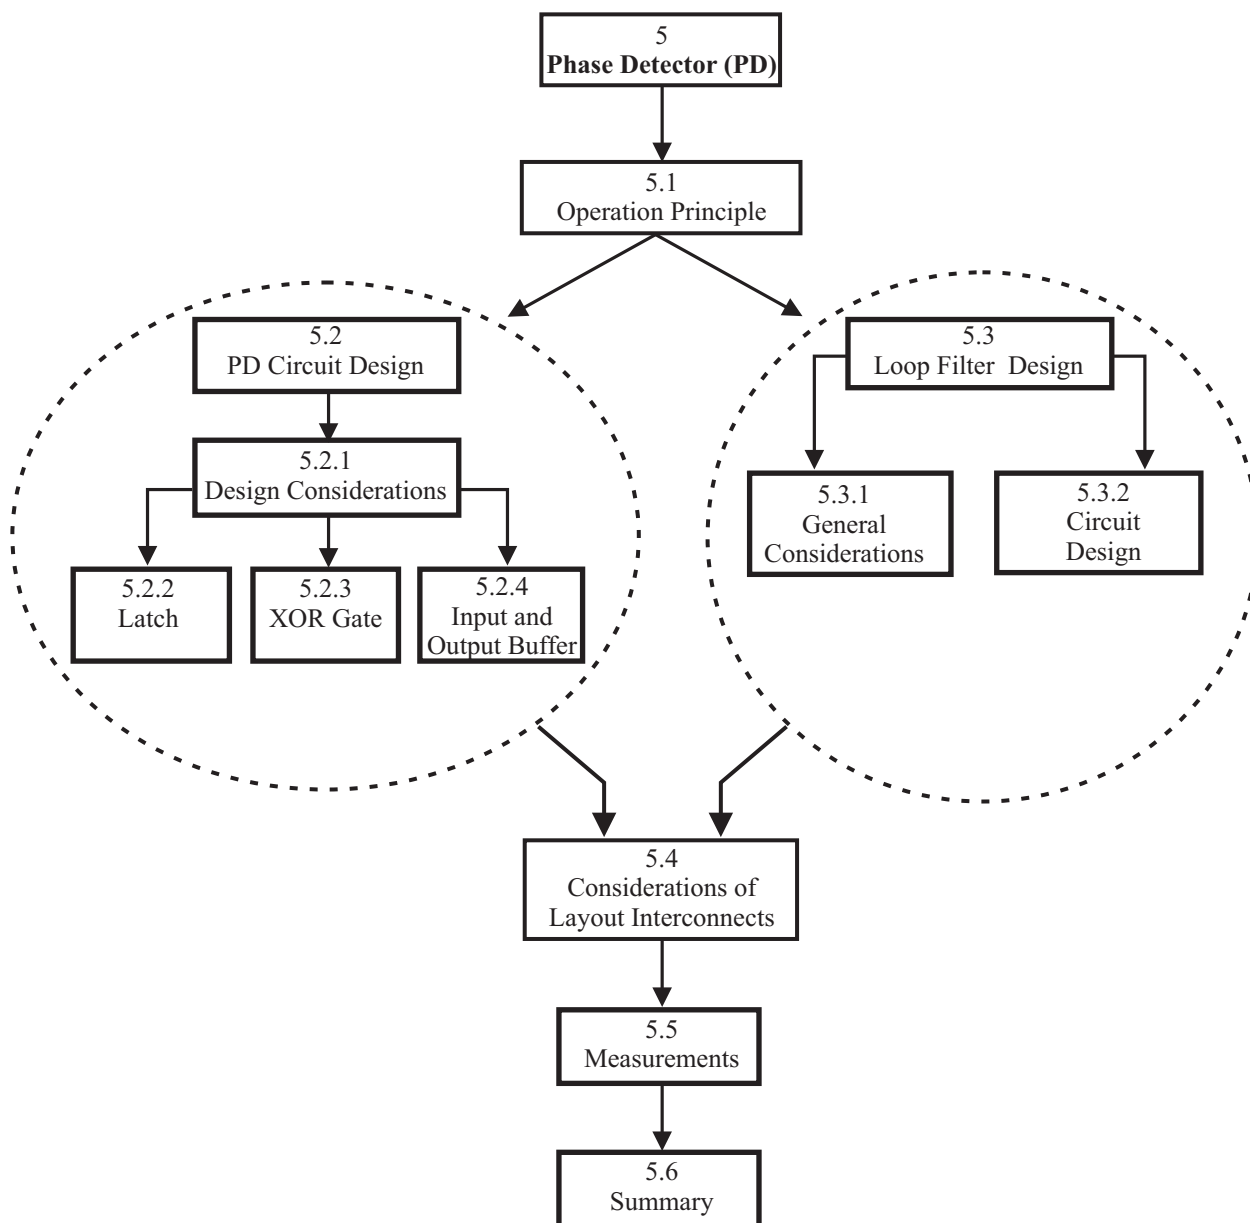 5
Phase Detector (PD)
5.1
Operation Principle
5.2
PD Circuit Design
5.2.1
Design Considerations
5.2.2
Latch
5.2.3
XOR Gate
5.2.4
Input and
Output Buffer
5.3
Loop Filter Design
5.3.1
General
Considerations
5.3.2
Circuit
Design
5.4
Considerations of
Layout Interconnects
5.5
Measurements
5.6
Summary